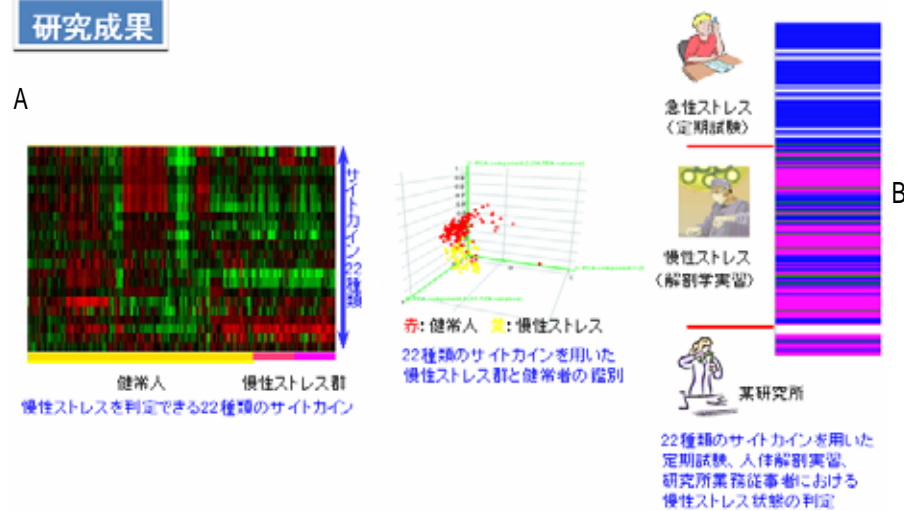 研究成果
A
サイトカイン22種類
健常人
慢性ストレス群
慢性ストレスを判定できる22種類のサイトカイン
赤: 健常人 黄: 慢性ストレス
22種類のサイトカインを用いた
慢性ストレス群と健常者の鑑別
急性ストレス
（定期試験）
慢性ストレス
（解剖学実習）
某研究所
B
22種類のサイトカインを用いた
定期試験、人体解剖実習、
研究所業務従事者における
慢性ストレス状態の判定